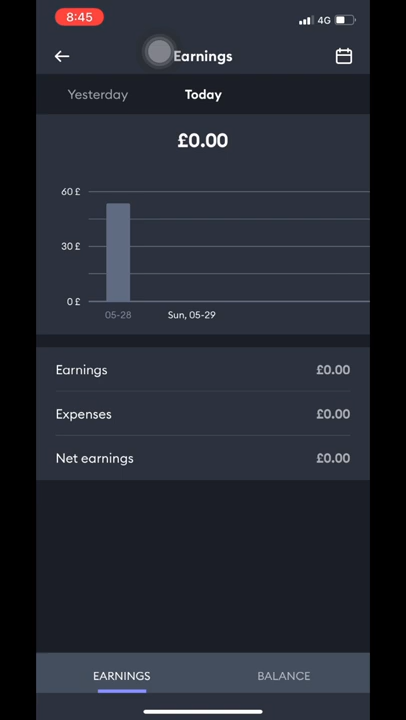 8:45 4G
Earnings
Yesterday Today
£0.00
60 £
30 £
0 £
05-28 Sun, 05-29
Earnings £0.00
Expenses £0.00
Net earnings £0.00
EARNINGS BALANCE